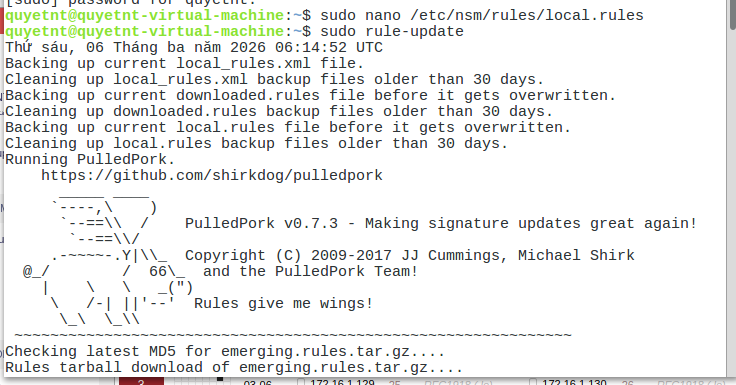 [sudo] password for quyetnt:
quyetnt@quyetnt-virtual-machine:~$ sudo nano /etc/nsm/rules/local.rules
quyetnt@quyetnt-virtual-machine:~$ sudo rule-update
Thứ sáu, 06 Tháng ba năm 2026 06:14:52 UTC
Backing up current local_rules.xml file.
Cleaning up local_rules.xml backup files older than 30 days.
Backing up current downloaded.rules file before it gets overwritten.
Cleaning up downloaded.rules backup files older than 30 days.
Backing up current local.rules file before it gets overwritten.
Cleaning up local.rules backup files older than 30 days.
Running PulledPork.
    https://github.com/shirkdog/pulledpork
      _____ ____
     `----,\    )
      `--==\\  /    PulledPork v0.7.3 - Making signature updates great again!
       `--==\\/
     .-~~~~-.Y|\\_  Copyright (C) 2009-2017 JJ Cummings, Michael Shirk
  @_/        /  66\_  and the PulledPork Team!
    |    \   \   _(")
     \   /-| ||'--'  Rules give me wings!
      \_\  \_\\
 ~~~~~~~~~~~~~~~~~~~~~~~~~~~~~~~~~~~~~~~~~~~~~~~~~~~~~~~~~~~~~~
Checking latest MD5 for emerging.rules.tar.gz....
Rules tarball download of emerging.rules.tar.gz....
3 03-06 172.16.1.129 25 RFC1918 (.lo) 172.16.1.130 26 RFC1918 (.lo)